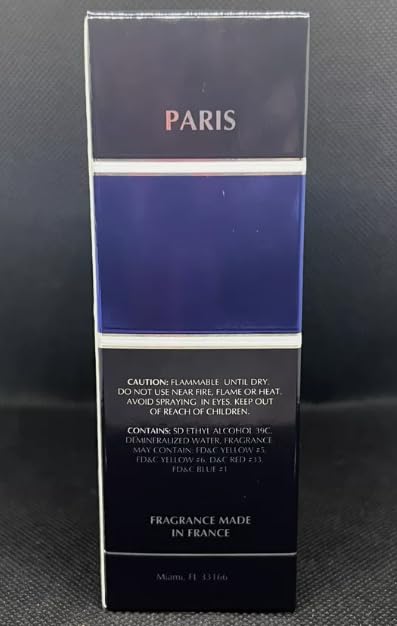 PARIS
CAUTION: FLAMMABLE UNTIL DRY.
DO NOT USE NEAR FIRE, FLAME OR HEAT.
AVOID SPRAYING IN EYES. KEEP OUT
OF REACH OF CHILDREN.
CONTAINS: SD ETHYL ALCOHOL 39C,
DEMINERALIZED WATER, FRAGRANCE
MAY CONTAIN: FD&C YELLOW #5,
FD&C YELLOW #6, D&C RED #33,
FD&C BLUE #1
FRAGRANCE MADE
IN FRANCE
Miami, FL 33166